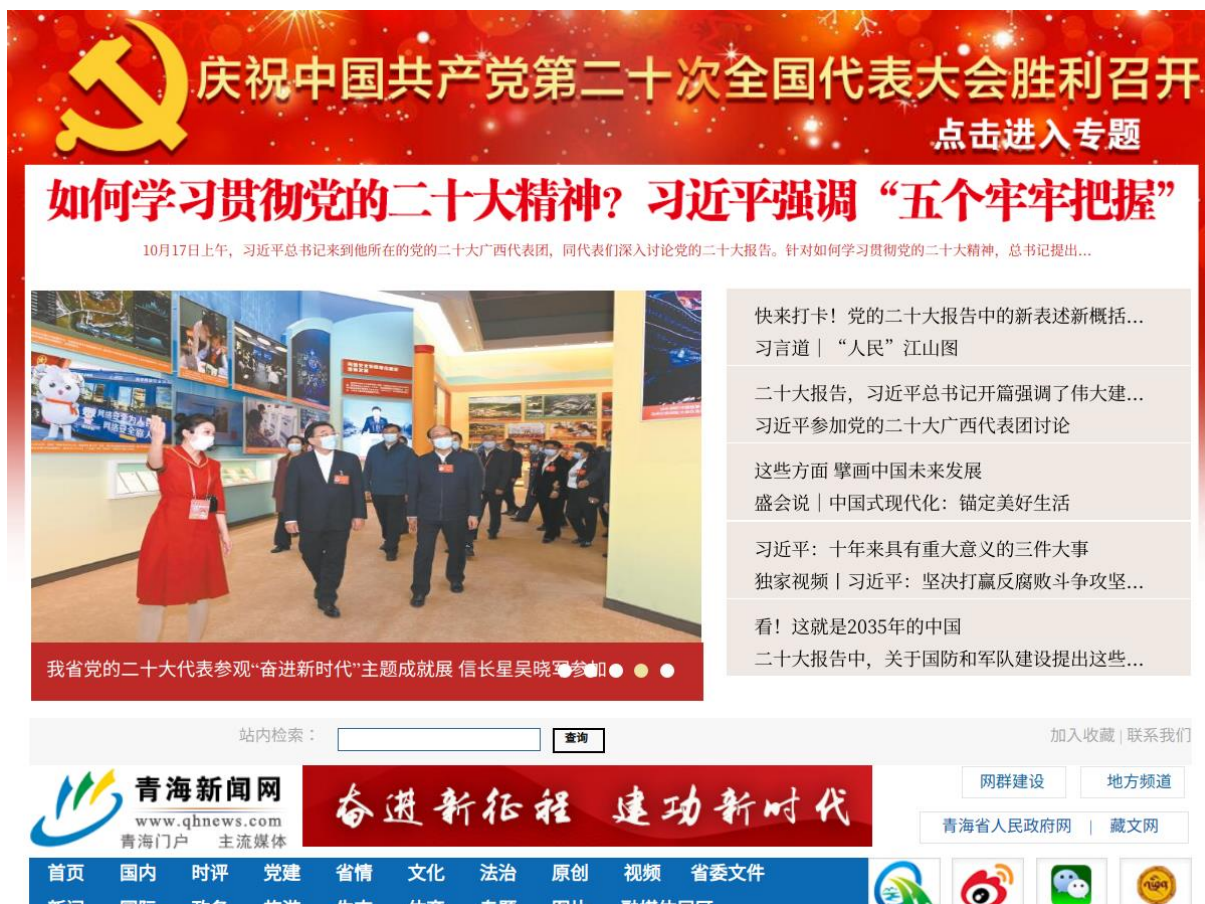 庆祝中国共产党第二十次全国代表大会胜利召开
点击进入专题
如何学习贯彻党的二十大精神？习近平强调“五个牢牢把握”
10月17日上午，习近平总书记来到他所在的党的二十大广西代表团，同代表们深入讨论党的二十大报告。针对如何学习贯彻党的二十大精神，总书记提出...
我省党的二十大代表参观“奋进新时代”主题成就展 信长星吴晓军参加
快来打卡！党的二十大报告中的新表述新概括...
习言道｜“人民”江山图
二十大报告，习近平总书记开篇强调了伟大建...
习近平参加党的二十大广西代表团讨论
这些方面 擘画中国未来发展
盛会说｜中国式现代化：锚定美好生活
习近平：十年来具有重大意义的三件大事
独家视频丨习近平：坚决打赢反腐败斗争攻坚...
看！这就是2035年的中国
二十大报告中，关于国防和军队建设提出这些...
站内检索：
查询
加入收藏 | 联系我们
青海新闻网
www.qhnews.com
青海门户 主流媒体
奋进新征程 建功新时代
网群建设 地方频道
青海省人民政府网 | 藏文网
首页 国内 时评 党建 省情 文化 法治 原创 视频 省委文件